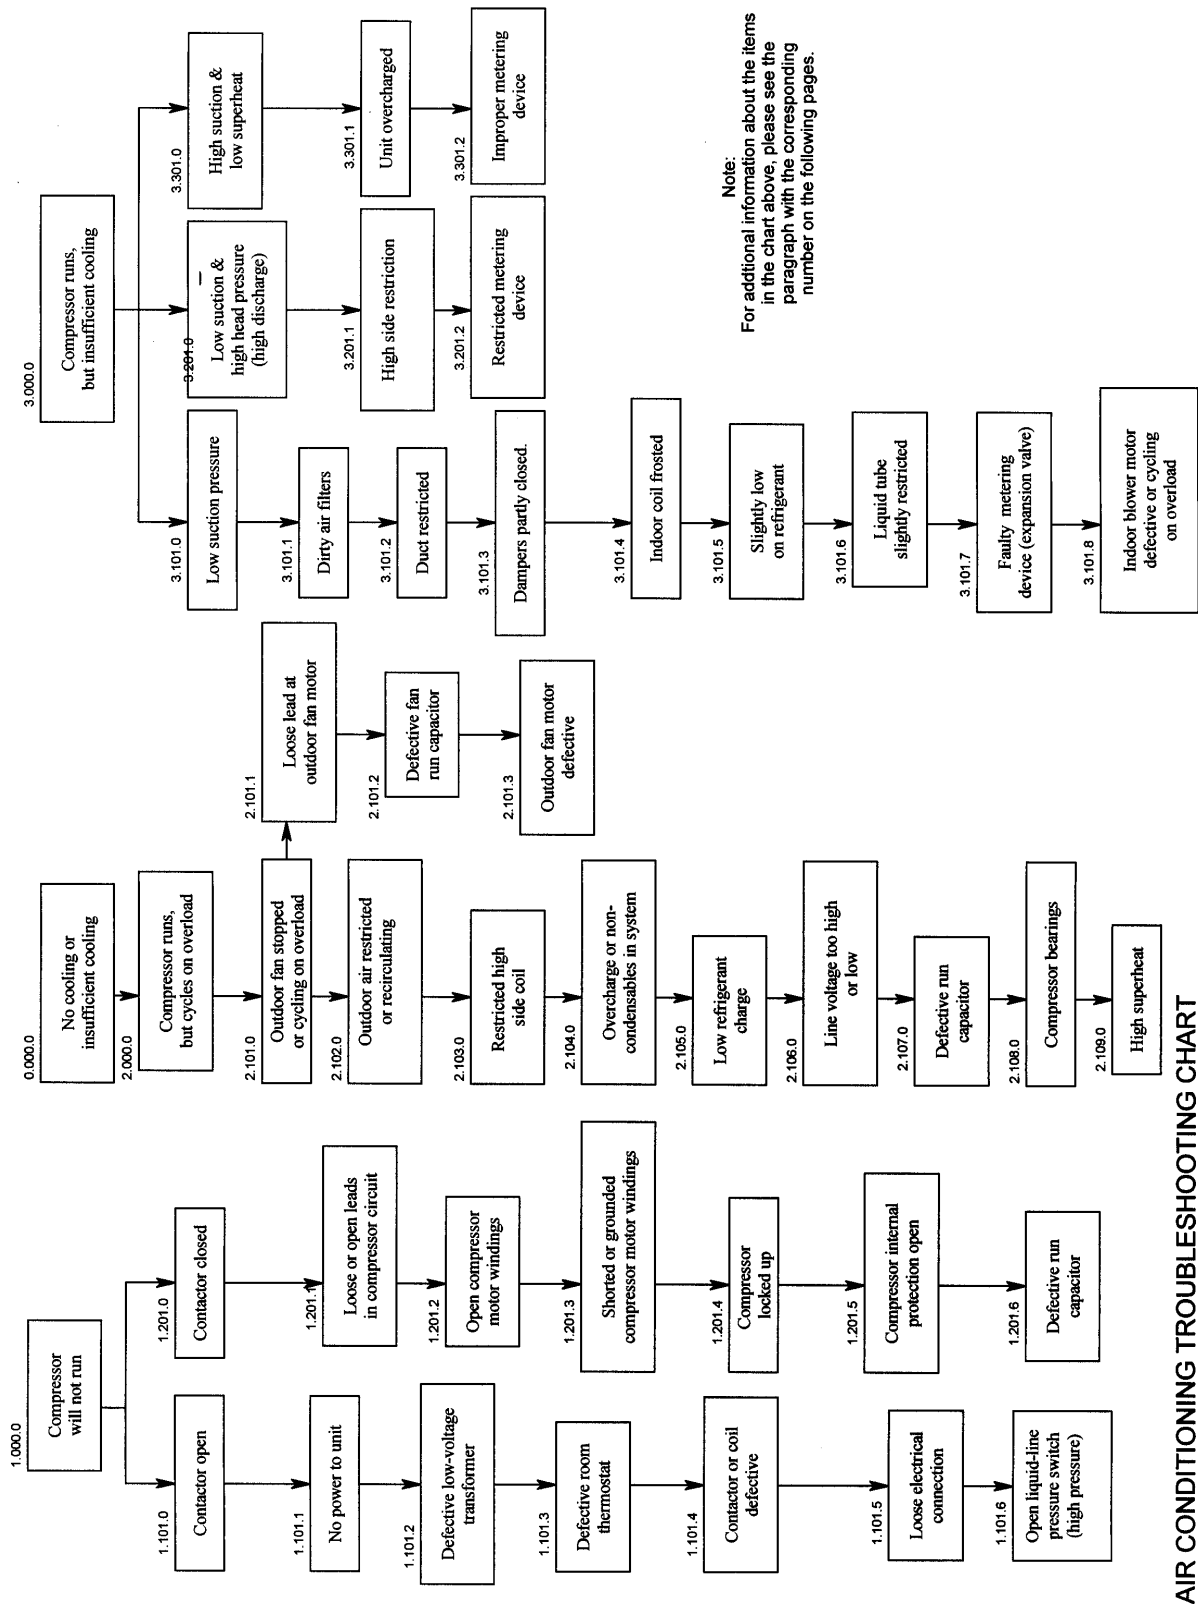 1.000.0
Compressor
will not run
1.101.0
Contactor open
1.101.1
No power to unit
1.101.2
Defective low-voltage
transformer
1.101.3
Defective room
thermostat
1.101.4
Contactor or coil
defective
1.101.5
Loose electrical
connection
1.101.6
Open liquid-line
pressure switch
(high pressure)
1.201.0
Contactor closed
1.201.1
Loose or open leads
in compressor circuit
1.201.2
Open compressor
motor windings
1.201.3
Shorted or grounded
compressor motor windings
1.201.4
Compressor
locked up
1.201.5
Compressor internal
protection open
1.201.6
Defective run
capacitor
0.000.0
No cooling or
insufficient cooling
2.000.0
Compressor runs,
but cycles on overload
2.101.0
Outdoor fan stopped
or cycling on overload
2.102.0
Outdoor air restricted
or recirculating
2.103.0
Restricted high
side coil
2.104.0
Overcharge or non-
condensables in system
2.105.0
Low refrigerant
charge
2.106.0
Line voltage too high
or low
2.107.0
Defective run
capacitor
2.108.0
Compressor bearings
2.109.0
High superheat
2.101.1
Loose lead at
outdoor fan motor
2.101.2
Defective fan
run capacitor
2.101.3
Outdoor fan motor
defective
3.000.0
Compressor runs,
but insufficient cooling
3.101.0
Low suction pressure
3.101.1
Dirty air filters
3.101.2
Duct restricted
3.101.3
Dampers partly closed.
3.101.4
Indoor coil frosted
3.101.5
Slightly low
on refrigerant
3.101.6
Liquid tube
slightly restricted
3.101.7
Faulty metering
device (expansion valve)
3.101.8
Indoor blower motor
defective or cycling
on overload
3.201.0
Low suction &
high head pressure
(high discharge)
3.201.1
High side restriction
3.201.2
Restricted metering
device
3.301.0
High suction &
low superheat
3.301.1
Unit overcharged
3.301.2
Improper metering
device
Note:
For addtional information about the items
in the chart above, please see the
paragraph with the corresponding
number on the following pages.
AIR CONDITIONING TROUBLESHOOTING CHART